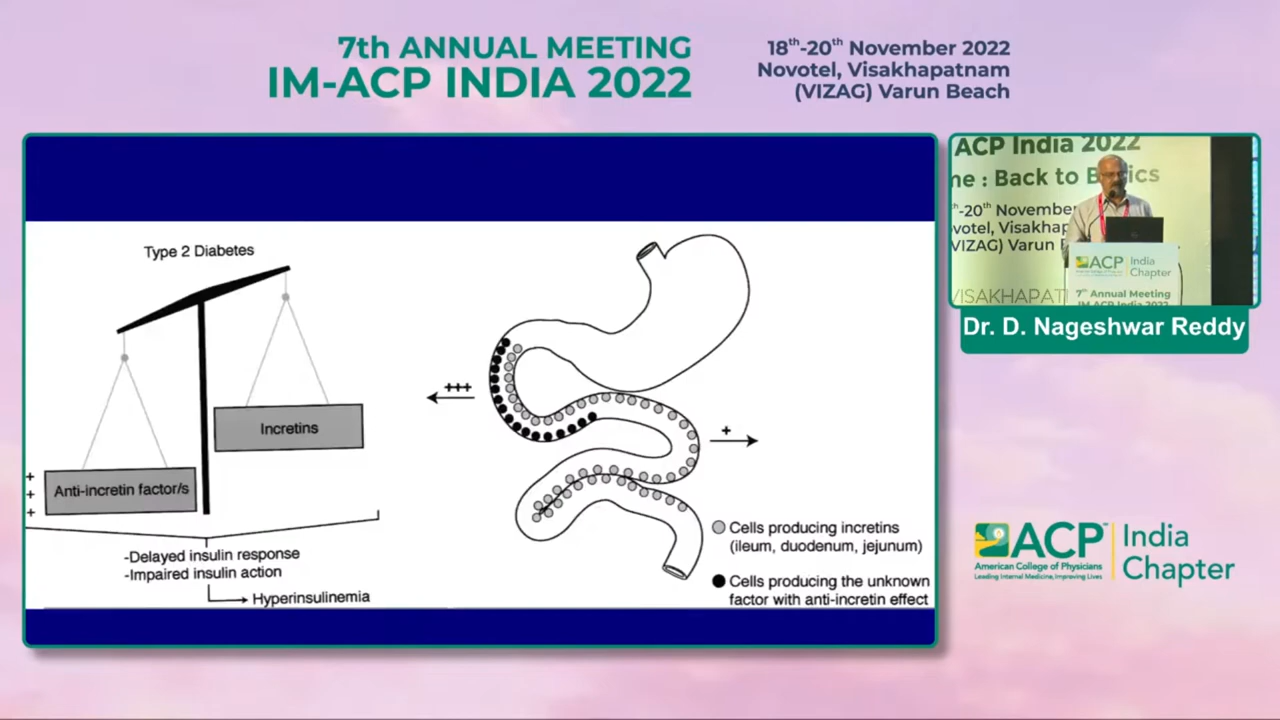 7th ANNUAL MEETING
IM-ACP INDIA 2022
18th-20th November 2022
Novotel, Visakhapatnam
(VIZAG) Varun Beach
Type 2 Diabetes
Incretins
Anti-incretin factor/s
+
+
+
-Delayed insulin response
-Impaired insulin action
Hyperinsulinemia
+++
+
Cells producing incretins
(ileum, duodenum, jejunum)
Cells producing the unknown
factor with anti-incretin effect
ACP India 2022
me : Back to B ics
th-20th November
ovotel, Visakhap
VIZAG) Varun
VISAKHAPAT
ACP India
Chapter
7th Annual Meeting
IM ACP India 2022
Dr. D. Nageshwar Reddy
ACP
American College of Physicians
Leading Internal Medicine, Improving Lives
India
Chapter